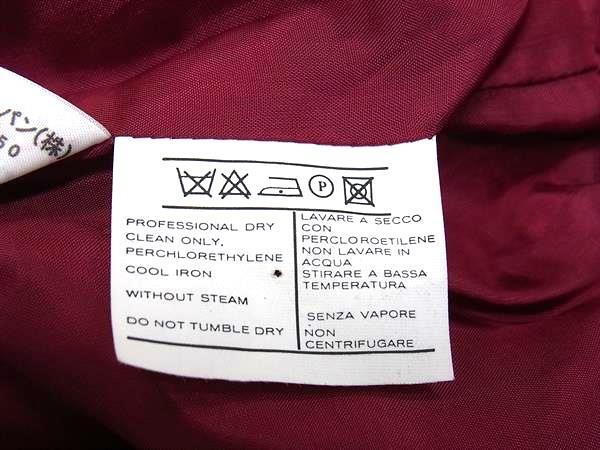 パン(株)
50
P
PROFESSIONAL DRY
CLEAN ONLY,
PERCHLORETHYLENE
COOL IRON
WITHOUT STEAM
DO NOT TUMBLE DRY
LAVARE A SECCO
CON
PERCLOROETILENE
NON LAVARE IN
ACQUA
STIRARE A BASSA
TEMPERATURA
SENZA VAPORE
NON
CENTRIFUGARE